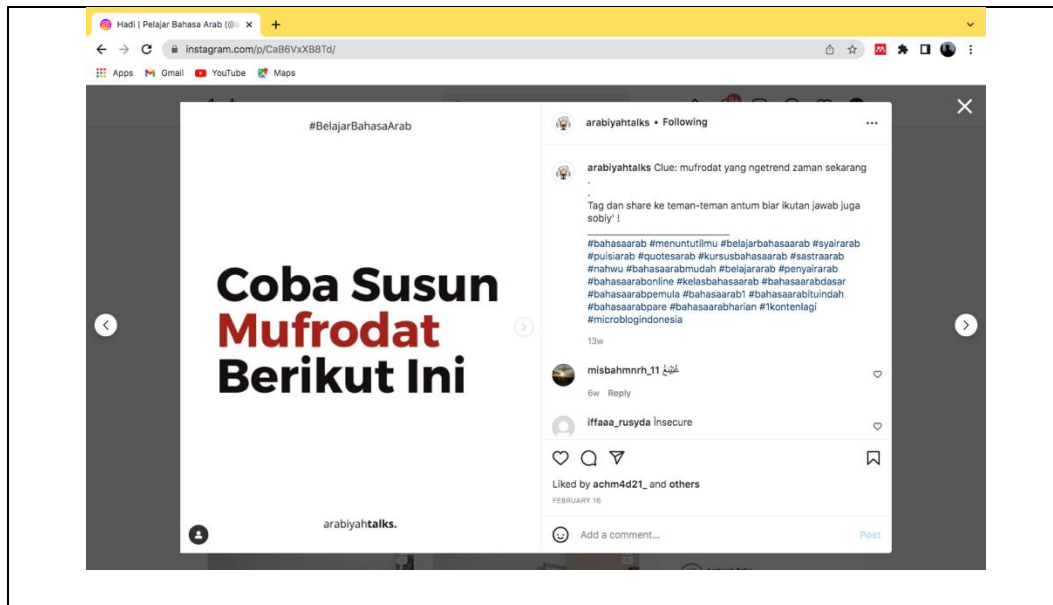 Hadi | Pelajar Bahasa Arab (@
instagram.com/p/CaB6VxXB8Td/
Apps Gmail YouTube Maps
#BelajarBahasaArab
Coba Susun
Mufrodat
Berikut Ini
arabiyahtalks.
arabiyahtalks • Following
arabiyahtalks Clue: mufrodat yang ngetrend zaman sekarang
.
.
Tag dan share ke teman-teman antum biar ikutan jawab juga
sobiy' !
#bahasaarab #menuntutilmu #belajarbahasaarab #syairarab
#puisiarab #quotesarab #kursusbahasaarab #sastraarab
#nahwu #bahasaarabmudah #belajararab #penyairarab
#bahasaarabonline #kelasbahasaarab #bahasaarabdasar
#bahasaarabpemula #bahasaarab1 #bahasaarabituindah
#bahasaarabpare #bahasaarabharian #1kontenlagi
#microblogindonesia
13w
misbahmnrh_11
6w Reply
iffaaa_rusyda İnsecure
Liked by achm4d21_ and others
FEBRUARY 16
Add a comment... Post